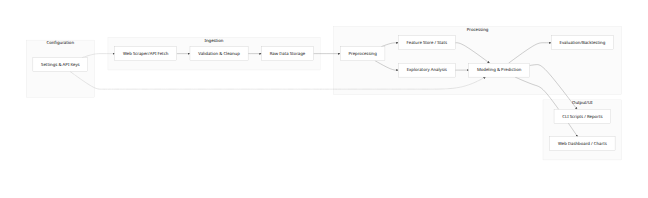 Configuration
Settings & API Keys
Ingestion
Web Scraper/API Fetch
Validation & Cleanup
Raw Data Storage
Processing
Preprocessing
Feature Store / Stats
Exploratory Analysis
Modeling & Prediction
Evaluation/Backtesting
Output/UI
CLI Scripts / Reports
Web Dashboard / Charts